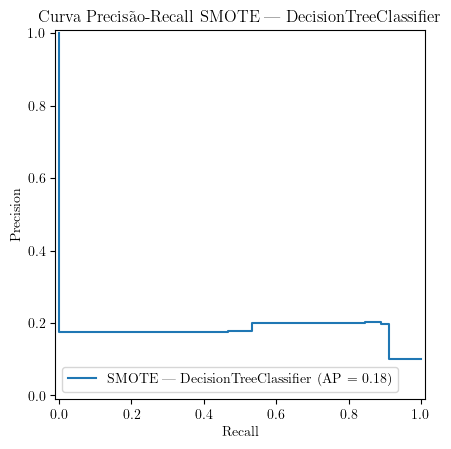 Curva Precisão-Recall SMOTE — DecisionTreeClassifier
1.0
0.8
0.6
0.4
0.2
0.0
Precision
SMOTE — DecisionTreeClassifier (AP = 0.18)
0.0 0.2 0.4 0.6 0.8 1.0
Recall